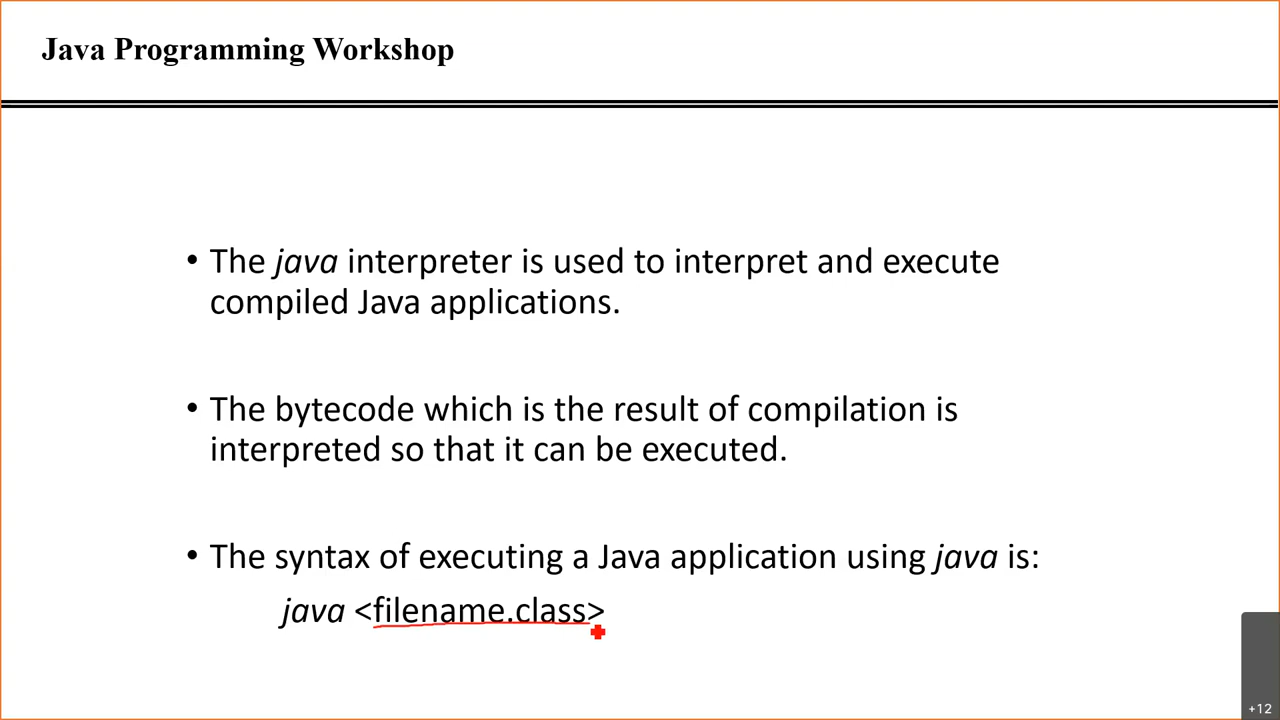 Java Programming Workshop
• The java interpreter is used to interpret and execute
compiled Java applications.
• The bytecode which is the result of compilation is
interpreted so that it can be executed.
• The syntax of executing a Java application using java is:
java <filename.class>
+12